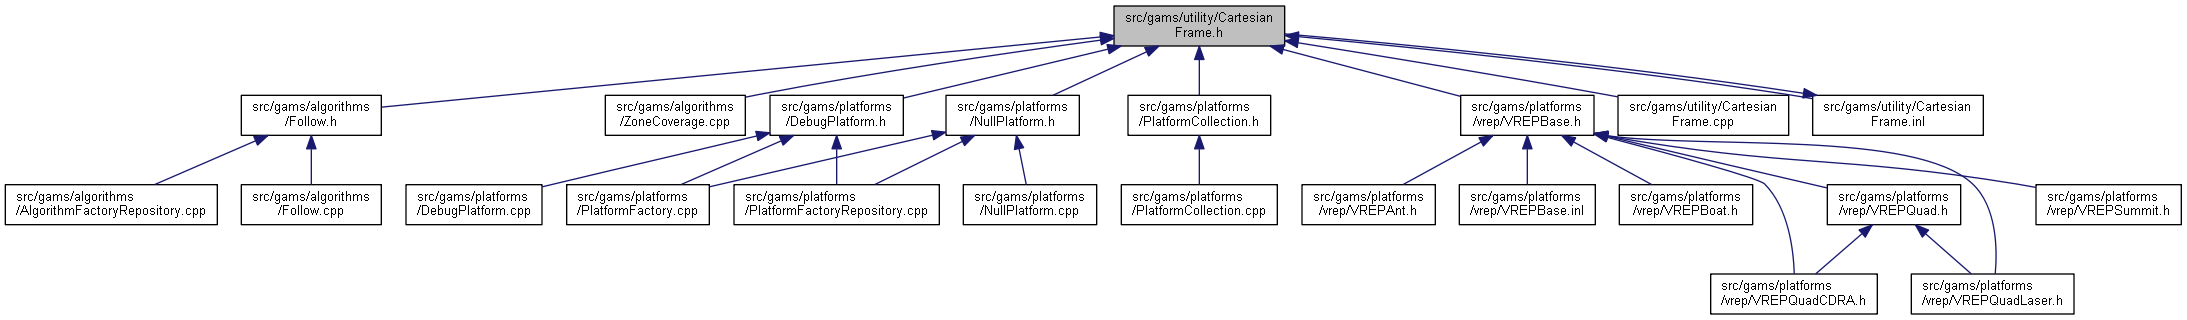 src/gams/utility/Cartesian
Frame.h
src/gams/algorithms
/Follow.h
src/gams/algorithms
/ZoneCoverage.cpp
src/gams/platforms
/DebugPlatform.h
src/gams/platforms
/NullPlatform.h
src/gams/platforms
/PlatformCollection.h
src/gams/platforms
/vrep/VREPBase.h
src/gams/utility/Cartesian
Frame.cpp
src/gams/utility/Cartesian
Frame.inl
src/gams/algorithms
/AlgorithmFactoryRepository.cpp
src/gams/algorithms
/Follow.cpp
src/gams/platforms
/DebugPlatform.cpp
src/gams/platforms
/PlatformFactory.cpp
src/gams/platforms
/PlatformFactoryRepository.cpp
src/gams/platforms
/NullPlatform.cpp
src/gams/platforms
/PlatformCollection.cpp
src/gams/platforms
/vrep/VREPAnt.h
src/gams/platforms
/vrep/VREPBase.inl
src/gams/platforms
/vrep/VREPBoat.h
src/gams/platforms
/vrep/VREPQuad.h
src/gams/platforms
/vrep/VREPSummit.h
src/gams/platforms
/vrep/VREPQuadCDRA.h
src/gams/platforms
/vrep/VREPQuadLaser.h